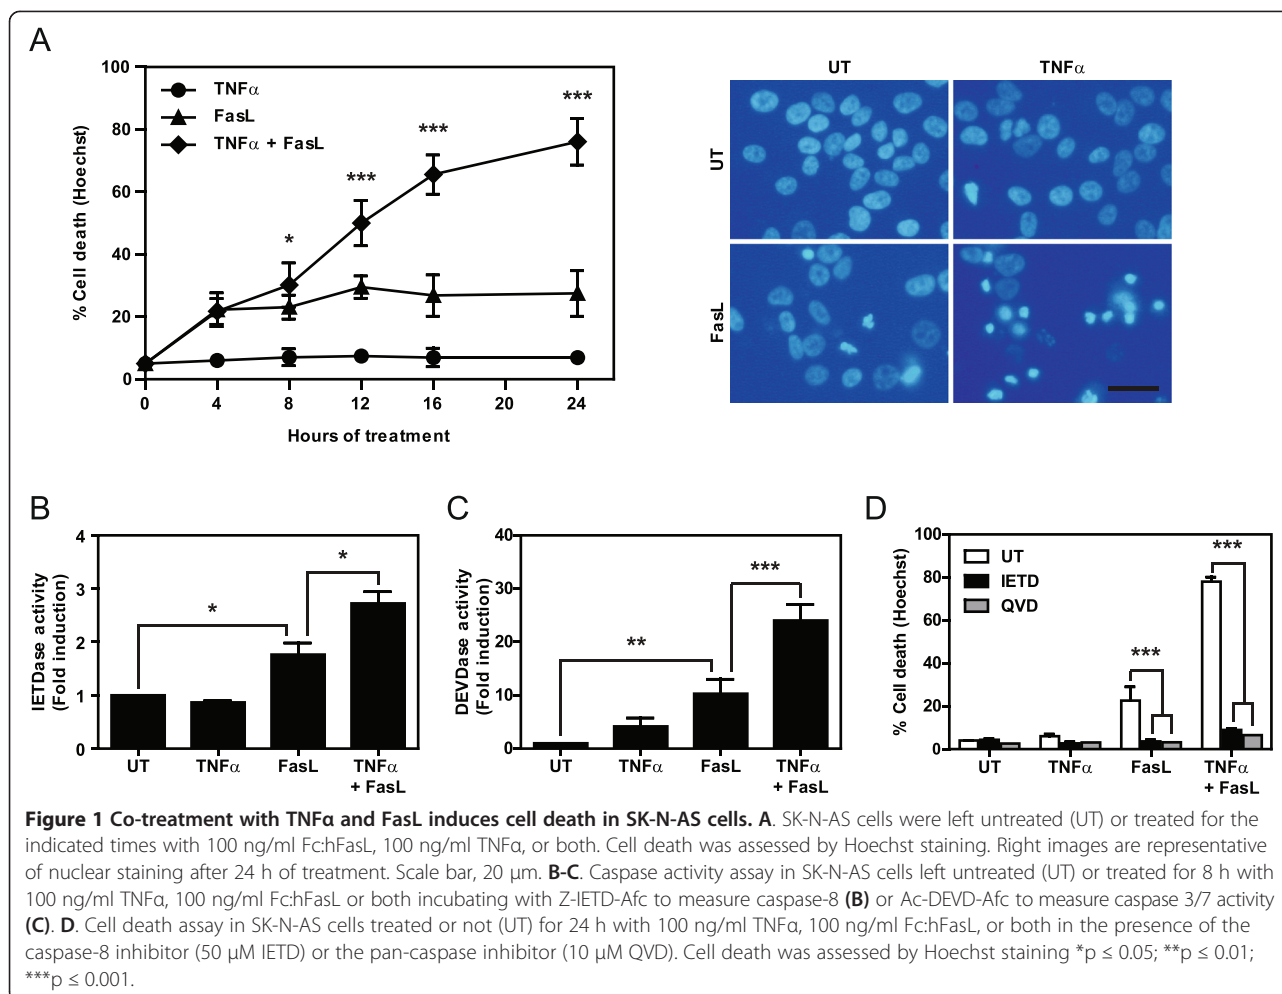 A
100
80
60
40
20
0
% Cell death (Hoechst)
TNFα
FasL
TNFα + FasL
*
***
***
***
0 4 8 12 16 20 24
Hours of treatment
UT TNFα
UT
FasL
B
4
3
2
1
0
IETDase activity
(Fold induction)
*
*
UT TNFα FasL TNFα
+ FasL
C
40
30
20
10
0
DEVDase activity
(Fold induction)
**
***
UT TNFα FasL TNFα
+ FasL
D
100
80
60
40
20
0
% Cell death (Hoechst)
UT
IETD
QVD
***
***
UT TNFα FasL TNFα
+ FasL
Figure 1 Co-treatment with TNFα and FasL induces cell death in SK-N-AS cells. A. SK-N-AS cells were left untreated (UT) or treated for the
indicated times with 100 ng/ml Fc:hFasL, 100 ng/ml TNFα, or both. Cell death was assessed by Hoechst staining. Right images are representative
of nuclear staining after 24 h of treatment. Scale bar, 20 μm. B-C. Caspase activity assay in SK-N-AS cells left untreated (UT) or treated for 8 h with
100 ng/ml TNFα, 100 ng/ml Fc:hFasL or both incubating with Z-IETD-Afc to measure caspase-8 (B) or Ac-DEVD-Afc to measure caspase 3/7 activity
(C). D. Cell death assay in SK-N-AS cells treated or not (UT) for 24 h with 100 ng/ml TNFα, 100 ng/ml Fc:hFasL, or both in the presence of the
caspase-8 inhibitor (50 μM IETD) or the pan-caspase inhibitor (10 μM QVD). Cell death was assessed by Hoechst staining *p ≤ 0.05; **p ≤ 0.01;
***p ≤ 0.001.